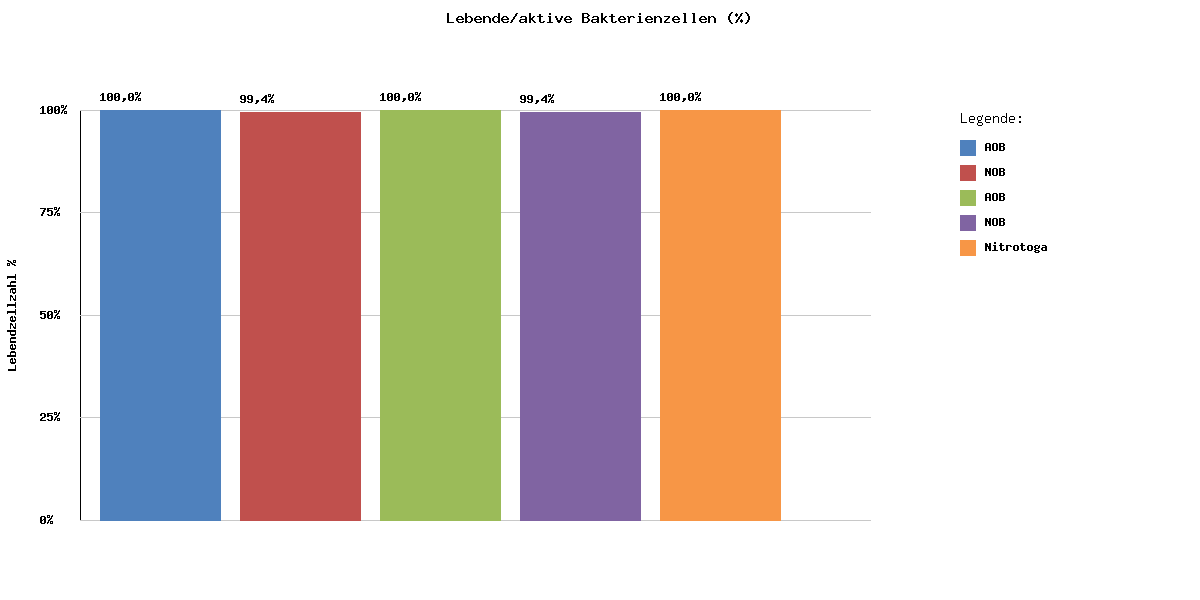 Lebende/aktive Bakterienzellen (%)
100,0%
99,4%
100,0%
99,4%
100,0%
100%
75%
50%
25%
0%
Lebendzellzahl %
Legende:
AOB
NOB
AOB
NOB
Nitrotoga